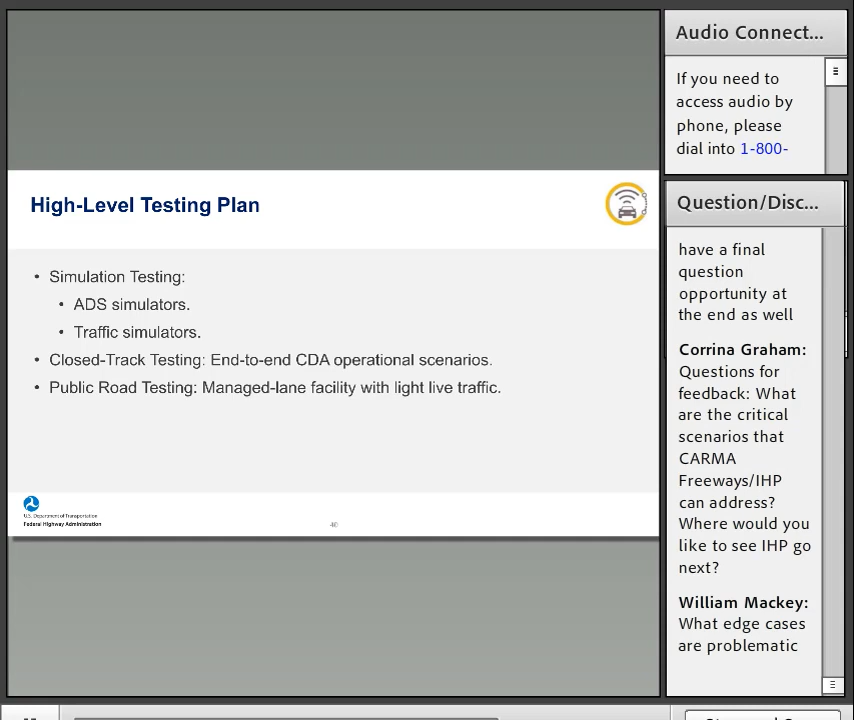 High-Level Testing Plan
• Simulation Testing:
• ADS simulators.
• Traffic simulators.
• Closed-Track Testing: End-to-end CDA operational scenarios.
• Public Road Testing: Managed-lane facility with light live traffic.
U.S. Department of Transportation
Federal Highway Administration
40
Audio Connect...
If you need to
access audio by
phone, please
dial into 1-800-
Question/Disc...
have a final
question
opportunity at
the end as well
Corrina Graham:
Questions for
feedback: What
are the critical
scenarios that
CARMA
Freeways/IHP
can address?
Where would you
like to see IHP go
next?
William Mackey:
What edge cases
are problematic